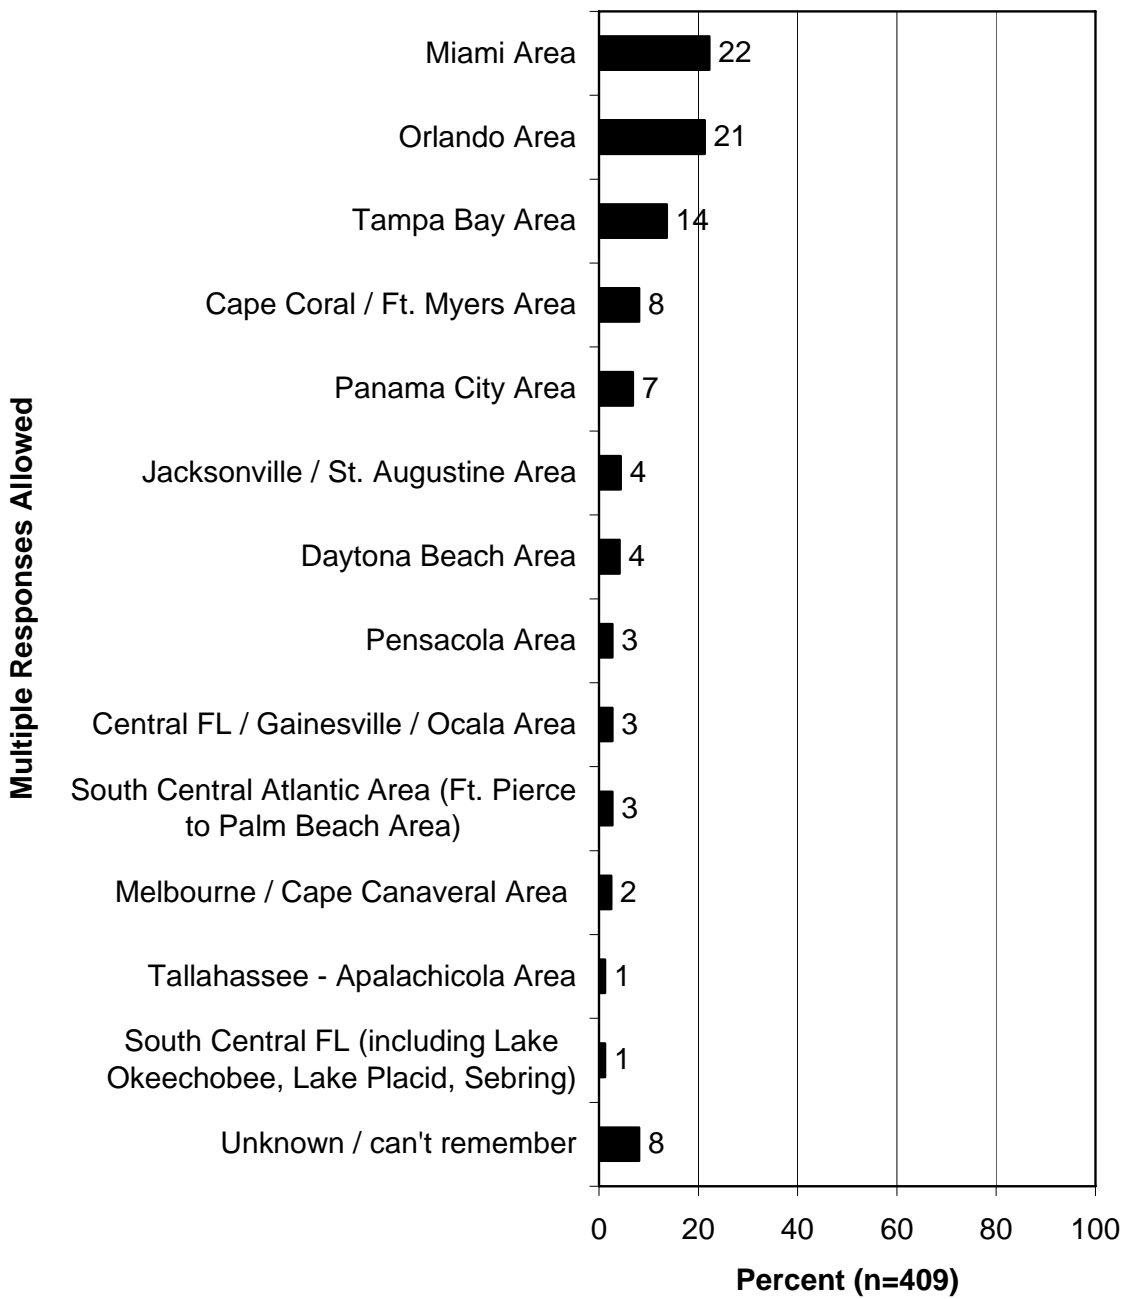 Multiple Responses Allowed
Miami Area 22
Orlando Area 21
Tampa Bay Area 14
Cape Coral / Ft. Myers Area 8
Panama City Area 7
Jacksonville / St. Augustine Area 4
Daytona Beach Area 4
Pensacola Area 3
Central FL / Gainesville / Ocala Area 3
South Central Atlantic Area (Ft. Pierce
to Palm Beach Area) 3
Melbourne / Cape Canaveral Area 2
Tallahassee - Apalachicola Area 1
South Central FL (including Lake
Okeechobee, Lake Placid, Sebring) 1
Unknown / can't remember 8
0 20 40 60 80 100
Percent (n=409)